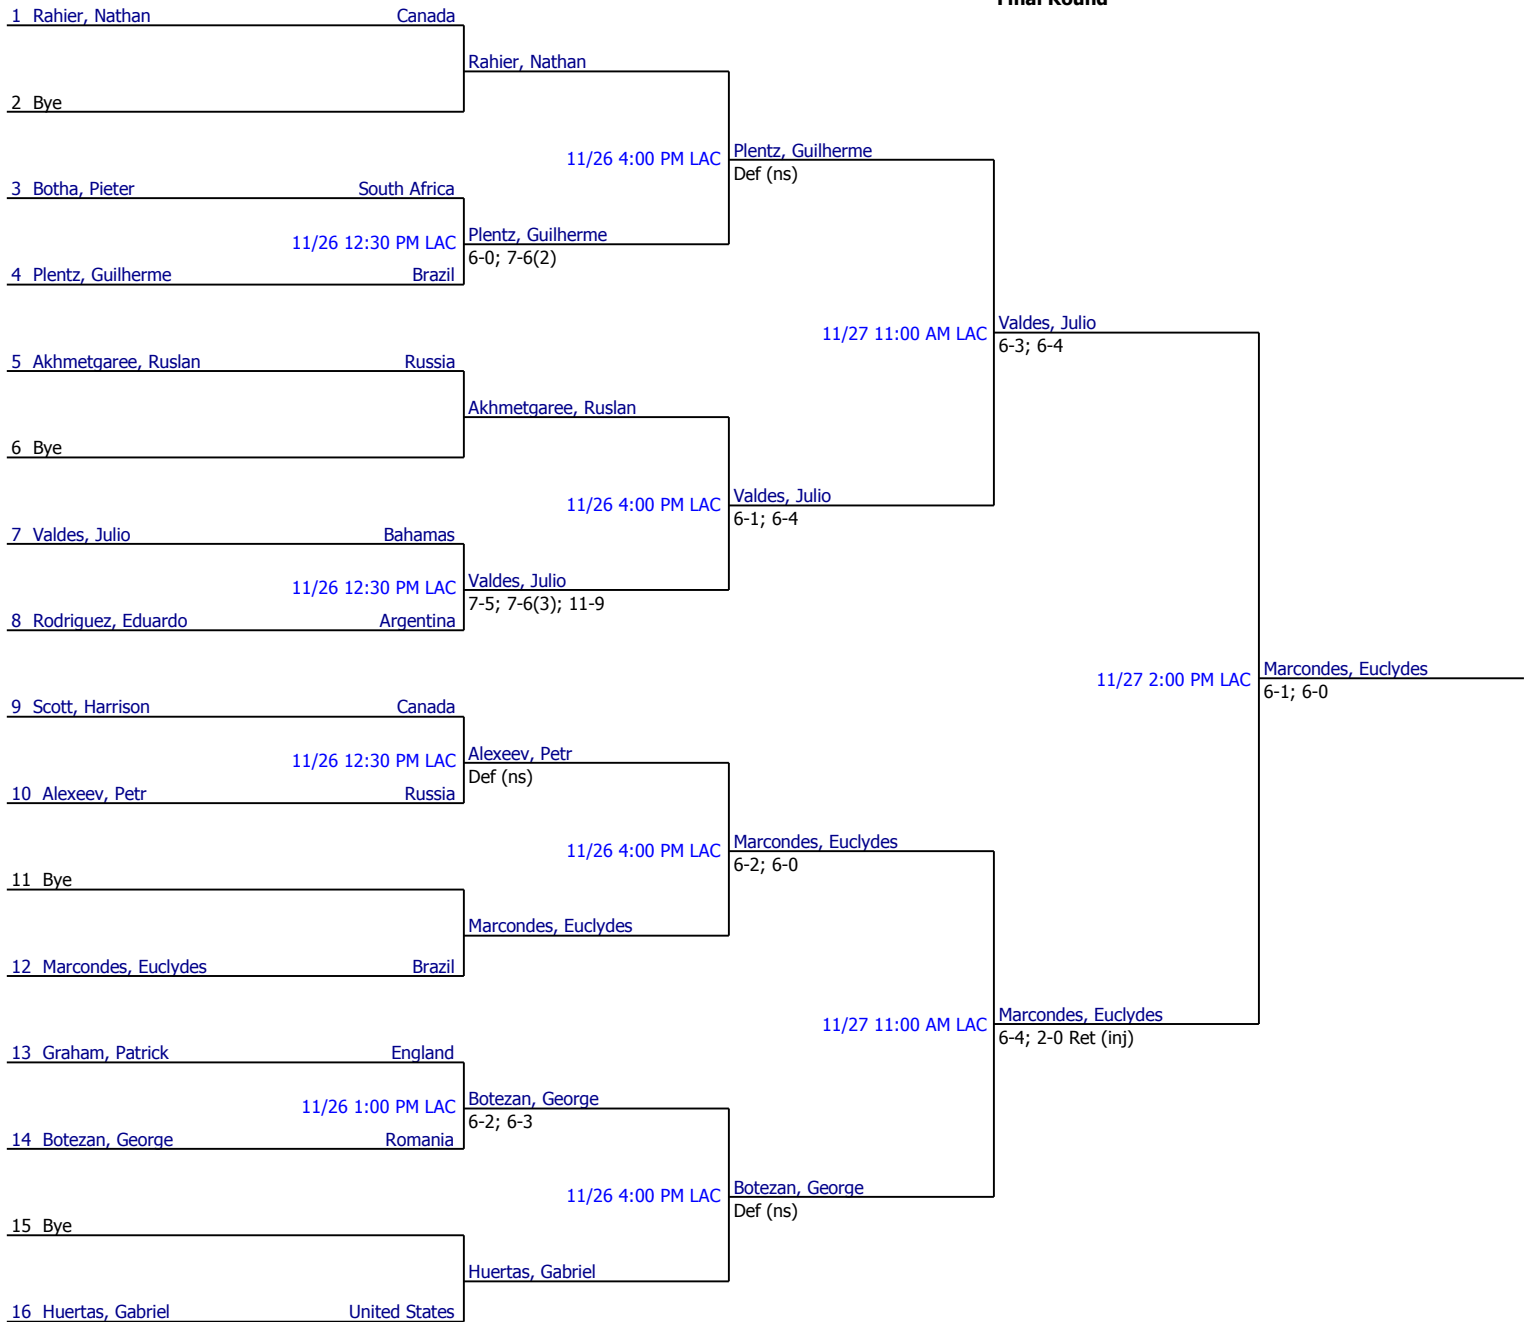 Final Round
1 Rahier, Nathan Canada
Rahier, Nathan
2 Bye
11/26 4:00 PM LAC Plentz, Guilherme
Def (ns)
3 Botha, Pieter South Africa
11/26 12:30 PM LAC Plentz, Guilherme
6-0; 7-6(2)
4 Plentz, Guilherme Brazil
11/27 11:00 AM LAC Valdes, Julio
6-3; 6-4
5 Akhmetgaree, Ruslan Russia
Akhmetgaree, Ruslan
6 Bye
11/26 4:00 PM LAC Valdes, Julio
6-1; 6-4
7 Valdes, Julio Bahamas
11/26 12:30 PM LAC Valdes, Julio
7-5; 7-6(3); 11-9
8 Rodriguez, Eduardo Argentina
11/27 2:00 PM LAC Marcondes, Euclydes
6-1; 6-0
9 Scott, Harrison Canada
11/26 12:30 PM LAC Alexeev, Petr
Def (ns)
10 Alexeev, Petr Russia
11/26 4:00 PM LAC Marcondes, Euclydes
6-2; 6-0
11 Bye
Marcondes, Euclydes
12 Marcondes, Euclydes Brazil
11/27 11:00 AM LAC Marcondes, Euclydes
6-4; 2-0 Ret (inj)
13 Graham, Patrick England
11/26 1:00 PM LAC Botezan, George
6-2; 6-3
14 Botezan, George Romania
11/26 4:00 PM LAC Botezan, George
Def (ns)
15 Bye
Huertas, Gabriel
16 Huertas, Gabriel United States